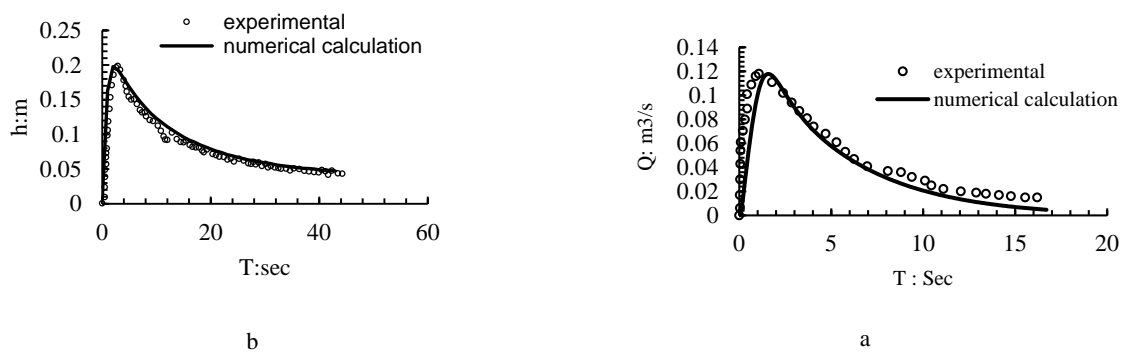 0.25
0.2
0.15
0.1
0.05
0
0
20
40
60
h:m
T:sec
experimental
numerical calculation
b
0.14
0.12
0.1
0.08
0.06
0.04
0.02
0
0
5
10
15
20
Q: m3/s
T : Sec
experimental
numerical calculation
a